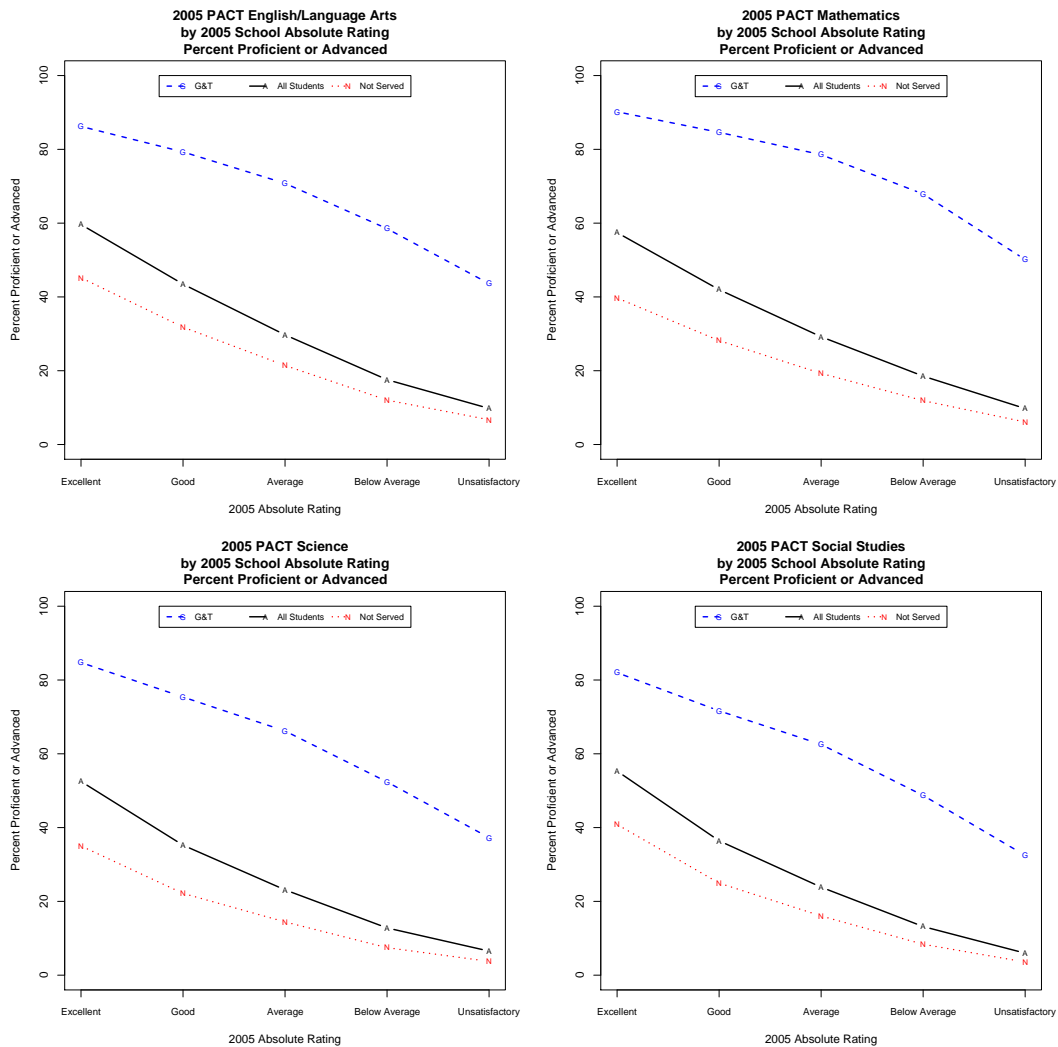 2005 PACT English/Language Arts
by 2005 School Absolute Rating
Percent Proficient or Advanced
G G&T A All Students N Not Served
Percent Proficient or Advanced
100
80
60
40
20
0
G G G G G
A A A A A
N N N N N
Excellent Good Average Below Average Unsatisfactory
2005 Absolute Rating
2005 PACT Mathematics
by 2005 School Absolute Rating
Percent Proficient or Advanced
G G&T A All Students N Not Served
Percent Proficient or Advanced
100
80
60
40
20
0
G G G G G
A A A A A
N N N N N
Excellent Good Average Below Average Unsatisfactory
2005 Absolute Rating
2005 PACT Science
by 2005 School Absolute Rating
Percent Proficient or Advanced
G G&T A All Students N Not Served
Percent Proficient or Advanced
100
80
60
40
20
0
G G G G G
A A A A A
N N N N N
Excellent Good Average Below Average Unsatisfactory
2005 Absolute Rating
2005 PACT Social Studies
by 2005 School Absolute Rating
Percent Proficient or Advanced
G G&T A All Students N Not Served
Percent Proficient or Advanced
100
80
60
40
20
0
G G G G G
A A A A A
N N N N N
Excellent Good Average Below Average Unsatisfactory
2005 Absolute Rating